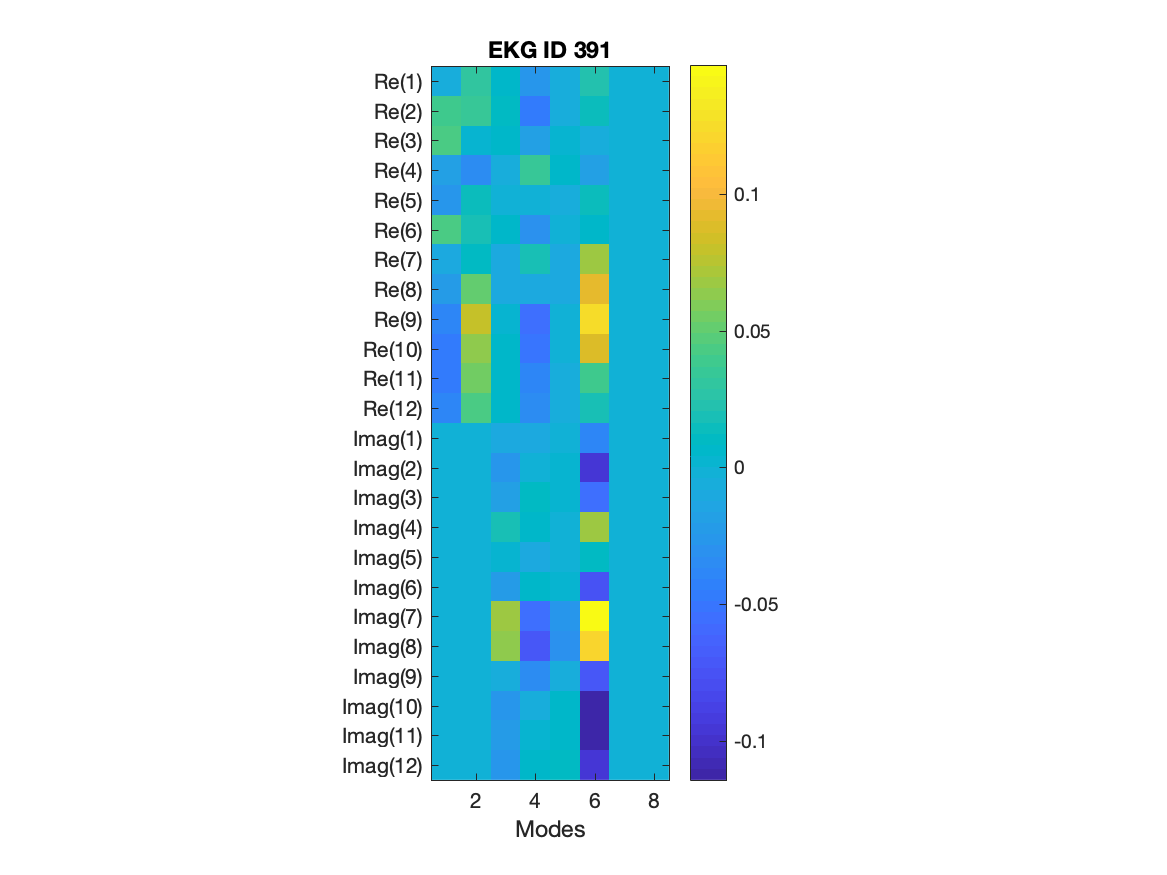 EKG ID 391
Re(1)
Re(2)
Re(3)
Re(4)
Re(5)
Re(6)
Re(7)
Re(8)
Re(9)
Re(10)
Re(11)
Re(12)
Imag(1)
Imag(2)
Imag(3)
Imag(4)
Imag(5)
Imag(6)
Imag(7)
Imag(8)
Imag(9)
Imag(10)
Imag(11)
Imag(12)
2 4 6 8
Modes
0.1
0.05
0
-0.05
-0.1